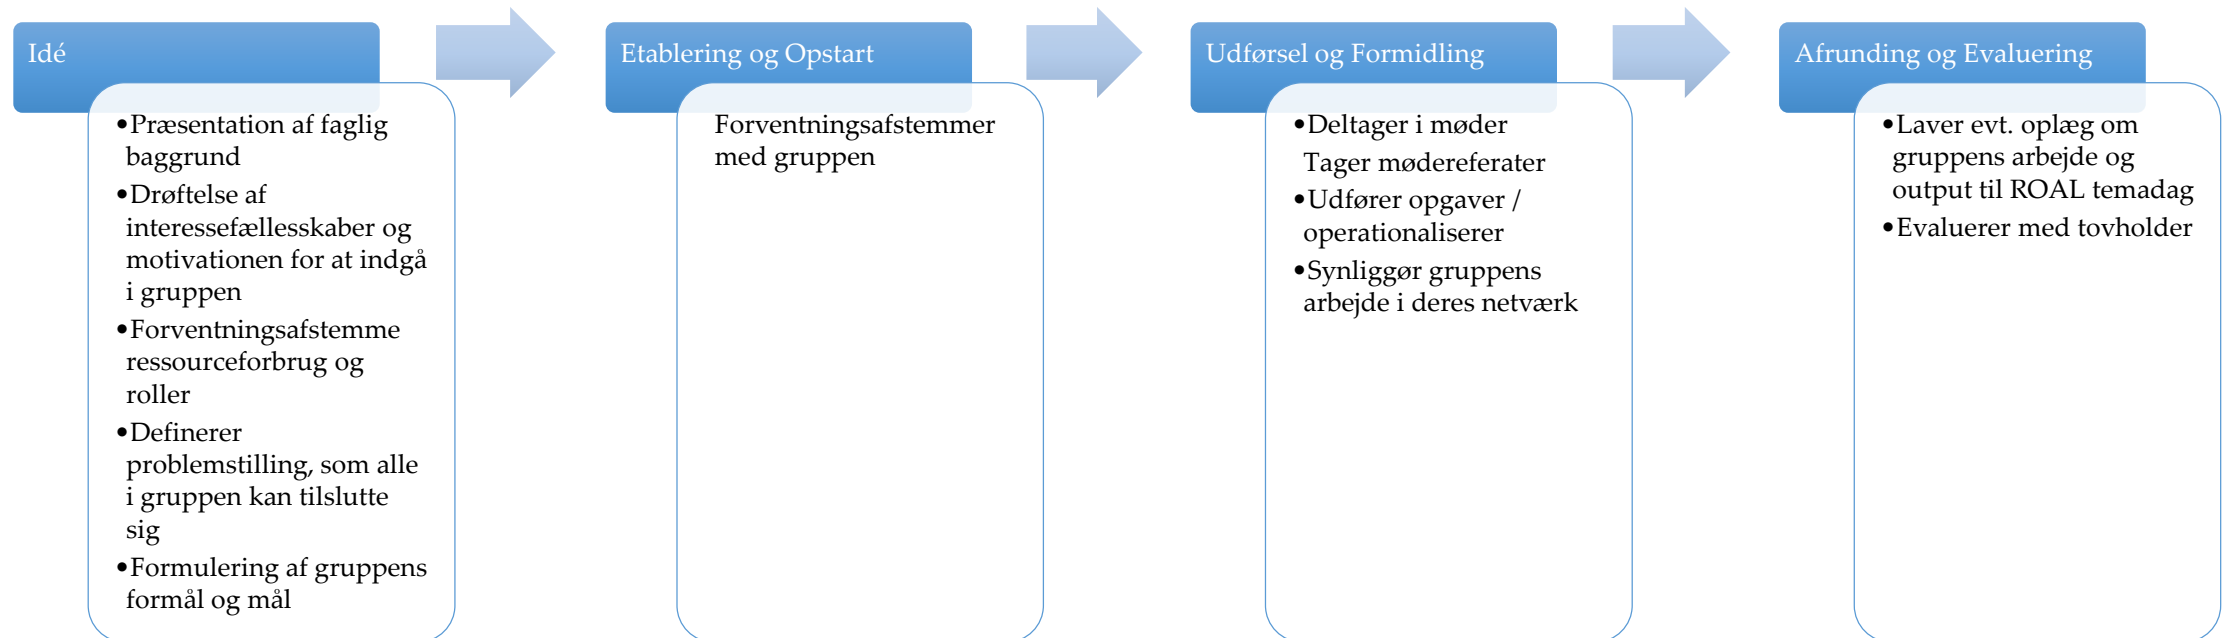 Idé
•Præsentation af faglig
baggrund
•Drøftelse af
interessefællesskaber og
motivationen for at indgå
i gruppen
•Forventningsafstemme
ressourceforbrug og
roller
•Definerer
problemstilling, som alle
i gruppen kan tilslutte
sig
•Formulering af gruppens
formål og mål
Etablering og Opstart
Forventningsafstemmer
med gruppen
Udførsel og Formidling
•Deltager i møder
Tager mødereferater
•Udfører opgaver /
operationaliserer
•Synliggør gruppens
arbejde i deres netværk
Afrunding og Evaluering
•Laver evt. oplæg om
gruppens arbejde og
output til ROAL temadag
•Evaluerer med tovholder